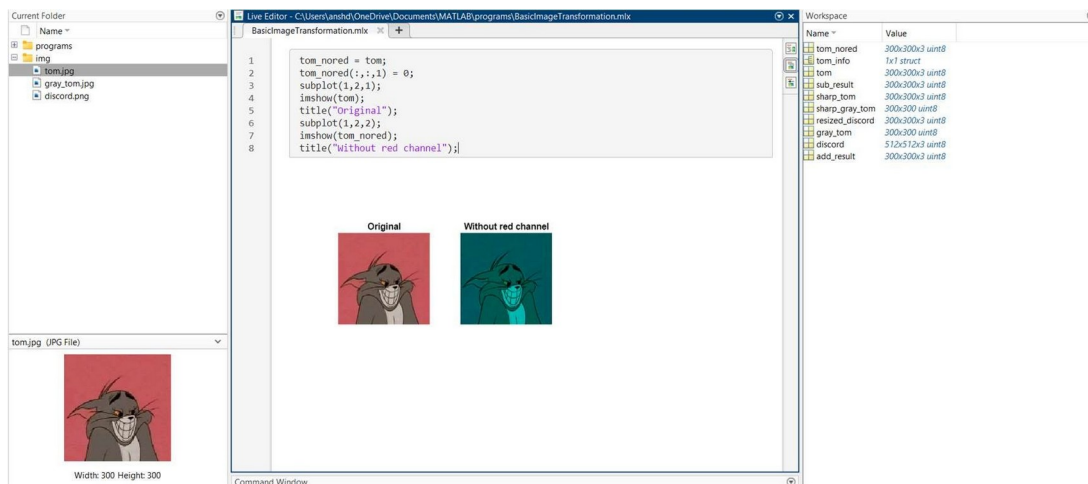 Current Folder
Name
programs
img
tom.jpg
gray_tom.jpg
discord.png
tom.jpg (JPG File)
Width: 300 Height: 300
Live Editor - C:\Users\anshd\OneDrive\Documents\MATLAB\programs\BasicImageTransformation.mlx
BasicImageTransformation.mlx
1 tom_nored = tom;
2 tom_nored(:,:,1) = 0;
3 subplot(1,2,1);
4 imshow(tom);
5 title("Original");
6 subplot(1,2,2);
7 imshow(tom_nored);
8 title("Without red channel");
Original Without red channel
Command Window
Workspace
Name Value
tom_nored 300x300x3 uint8
tom_info 1x1 struct
tom 300x300x3 uint8
sub_result 300x300x3 uint8
sharp_tom 300x300x3 uint8
sharp_gray_tom 300x300 uint8
resized_discord 300x300x3 uint8
gray_tom 300x300 uint8
discord 512x512x3 uint8
add_result 300x300x3 uint8